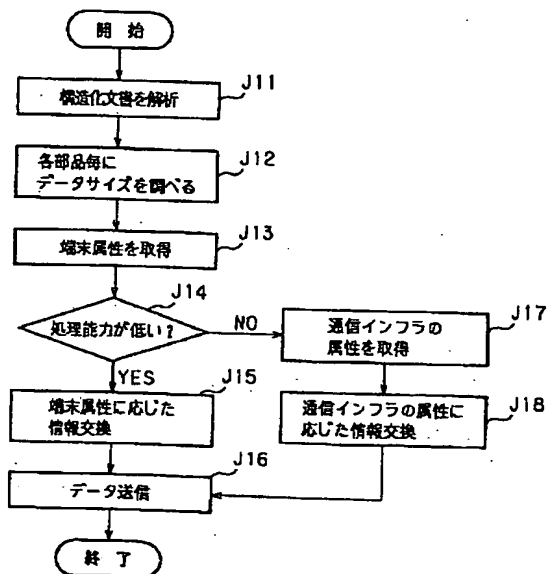 開 始
構造化文書を解析
J11
各部品毎に
データサイズを調べる
J12
端末属性を取得
J13
処理能力が低い?
J14
NO
YES
通信インフラの
属性を取得
J17
端末属性に応じた
情報交換
J15
通信インフラの属性に
応じた情報交換
J18
データ送信
J16
終 了